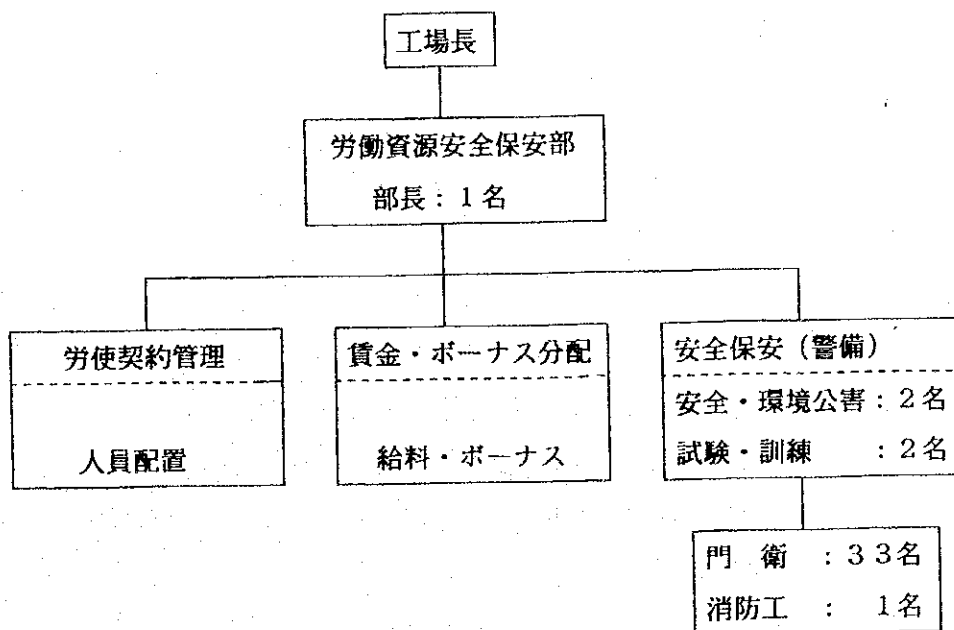 工場長
労働資源安全保安部
部長：1名
労使契約管理
人員配置
賃金・ボーナス分配
給料・ボーナス
安全保安（警備）
安全・環境公害：2名
試験・訓練　　：2名
門　衛　：33名
消防工　：　1名